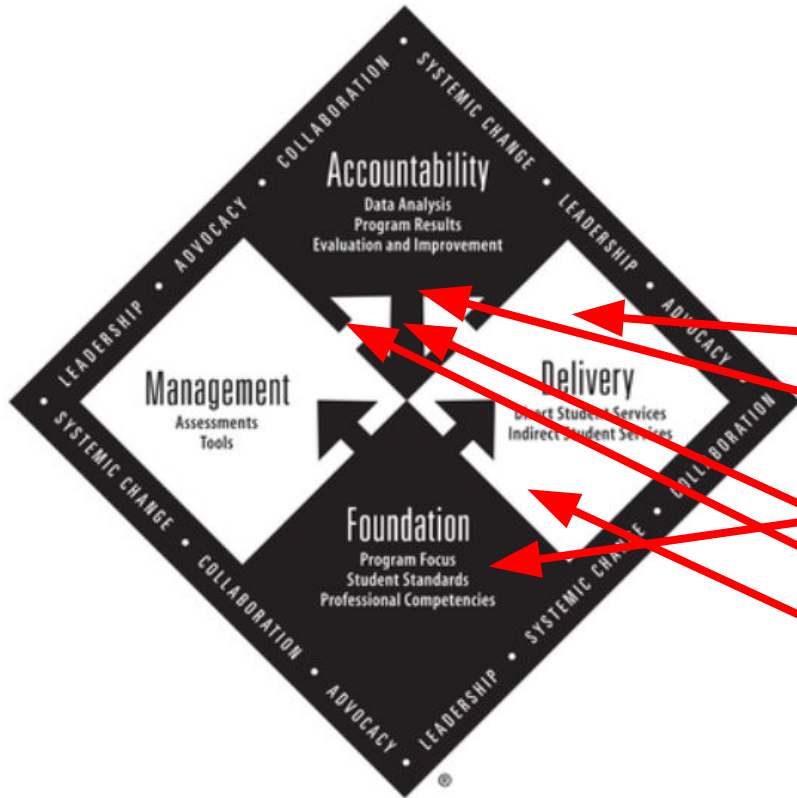 COLLABORATION • SYSTEMIC CHANGE
LEADERSHIP • ADVOCACY
LEADERSHIP • ADVOCACY • COLLABORATION
Accountability
Data Analysis
Program Results
Evaluation and Improvement
Management
Assessments
Tools
Delivery
Direct Student Services
Indirect Student Services
Foundation
Program Focus
Student Standards
Professional Competencies
SYSTEMIC CHANGE • COLLABORATION • ADVOCACY
LEADERSHIP • SYSTEMIC CHANGE • COLLABORATION
®